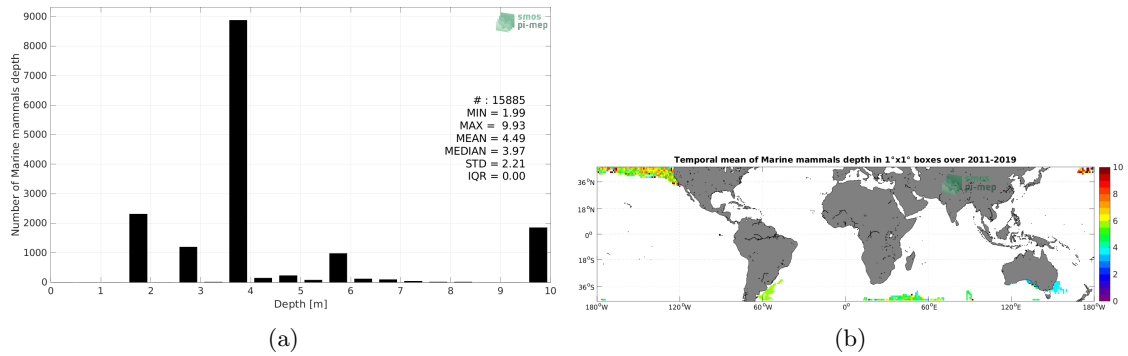 smos
pi-mep
Number of Marine mammals depth
9000
8000
7000
6000
5000
4000
3000
2000
1000
0
# : 15885
MIN = 1.99
MAX = 9.93
MEAN = 4.49
MEDIAN = 3.97
STD = 2.21
IQR = 0.00
0 1 2 3 4 5 6 7 8 9 10
Depth [m]
(a)
Temporal mean of Marine mammals depth in 1°x1° boxes over 2011-2019
smos
pi-mep
36°N
18°N
0°
18°S
36°S
180°W 120°W 60°W 0° 60°E 120°E 180°E
10
8
6
4
2
0
(b)